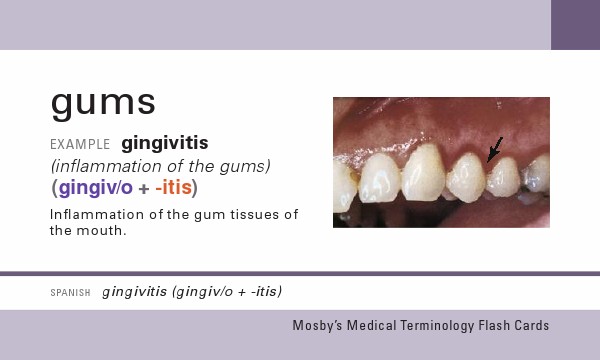 gums
EXAMPLE gingivitis
(inflammation of the gums)
(gingiv/o + -itis)
Inflammation of the gum tissues of
the mouth.
SPANISH gingivitis (gingiv/o + -itis)
Mosby's Medical Terminology Flash Cards